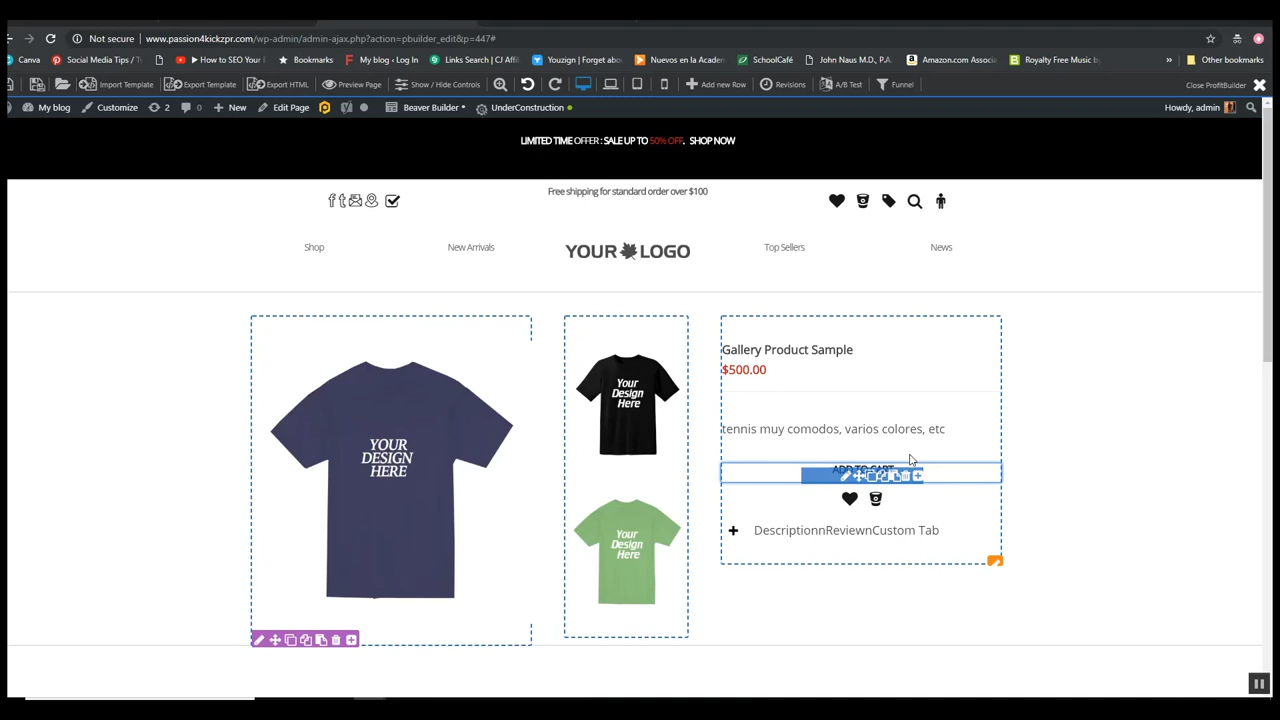 Not secure www.passion4kickzpr.com/wp-admin/admin-ajax.php?action=pbuilder_edit&p=447#
Canva Social Media Tips / How to SEO Your Bookmarks My blog ‹ Log In Links Search | CJ Affil Youzign | Forget abo Nuevos en la Academ SchoolCafé John Naus M.D., P.A. Amazon.com Associa Royalty Free Music b » Other bookmarks
Import Template Export Template Export HTML Preview Page Show / Hide Controls Add new Row Revisions A/B Test Funnel Close ProfitBuilder
My blog Customize 2 0 New Edit Page Beaver Builder UnderConstruction Howdy, admin
LIMITED TIME OFFER : SALE UP TO 50% OFF. SHOP NOW
Free shipping for standard order over $100
Shop New Arrivals YOUR LOGO Top Sellers News
Gallery Product Sample
$500.00
Your
Design
Here
tennis muy comodos, varios colores, etc
YOUR
DESIGN
HERE
ADD TO CART
DescriptionnReviewnCustom Tab
Your
Design
Here